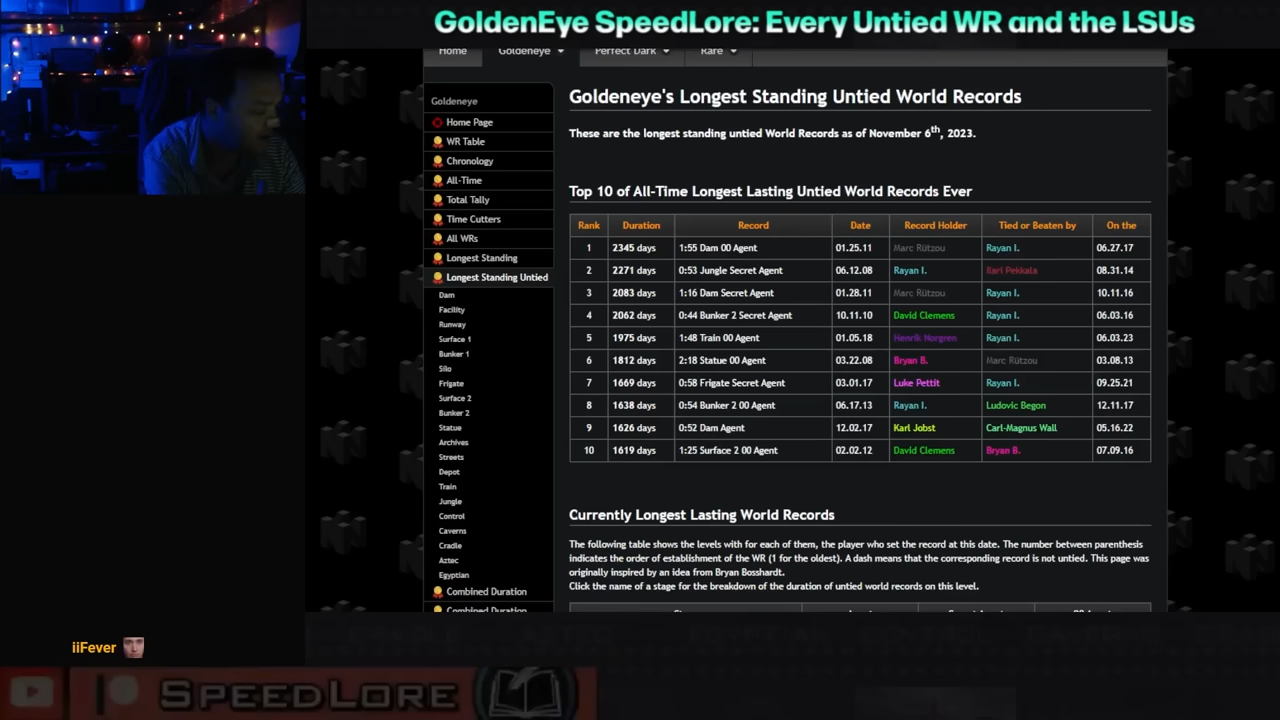 GoldenEye SpeedLore: Every Untied WR and the LSUs
Home Goldeneye Perfect Dark Rare
Goldeneye
Home Page
WR Table
Chronology
All-Time
Total Tally
Time Cutters
All WRs
Longest Standing
Longest Standing Untied
Dam
Facility
Runway
Surface 1
Bunker 1
Silo
Frigate
Surface 2
Bunker 2
Statue
Archives
Streets
Depot
Train
Jungle
Control
Caverns
Cradle
Aztec
Egyptian
Combined Duration
Combined Duration
Goldeneye's Longest Standing Untied World Records
These are the longest standing untied World Records as of November 6th, 2023.
Top 10 of All-Time Longest Lasting Untied World Records Ever
Rank Duration Record Date Record Holder Tied or Beaten by On the
1 2345 days 1:55 Dam 00 Agent 01.25.11 Marc Rützou Rayan I. 06.27.17
2 2271 days 0:53 Jungle Secret Agent 06.12.08 Rayan I. Ilari Pekkala 08.31.14
3 2083 days 1:16 Dam Secret Agent 01.28.11 Marc Rützou Rayan I. 10.11.16
4 2062 days 0:44 Bunker 2 Secret Agent 10.11.10 David Clemens Rayan I. 06.03.16
5 1975 days 1:48 Train 00 Agent 01.05.18 Henrik Norgren Rayan I. 06.03.23
6 1812 days 2:18 Statue 00 Agent 03.22.08 Bryan B. Marc Rützou 03.08.13
7 1669 days 0:58 Frigate Secret Agent 03.01.17 Luke Pettit Rayan I. 09.25.21
8 1638 days 0:54 Bunker 2 00 Agent 06.17.13 Rayan I. Ludovic Begon 12.11.17
9 1626 days 0:52 Dam Agent 12.02.17 Karl Jobst Carl-Magnus Wall 05.16.22
10 1619 days 1:25 Surface 2 00 Agent 02.02.12 David Clemens Bryan B. 07.09.16
Currently Longest Lasting World Records
The following table shows the levels with for each of them, the player who set the record at this date. The number between parenthesis
indicates the order of establishment of the WR (1 for the oldest). A dash means that the corresponding record is not untied. This page was
originally inspired by an idea from Bryan Bosshardt.
Click the name of a stage for the breakdown of the duration of untied world records on this level.
iiFever
SPEEDLORE